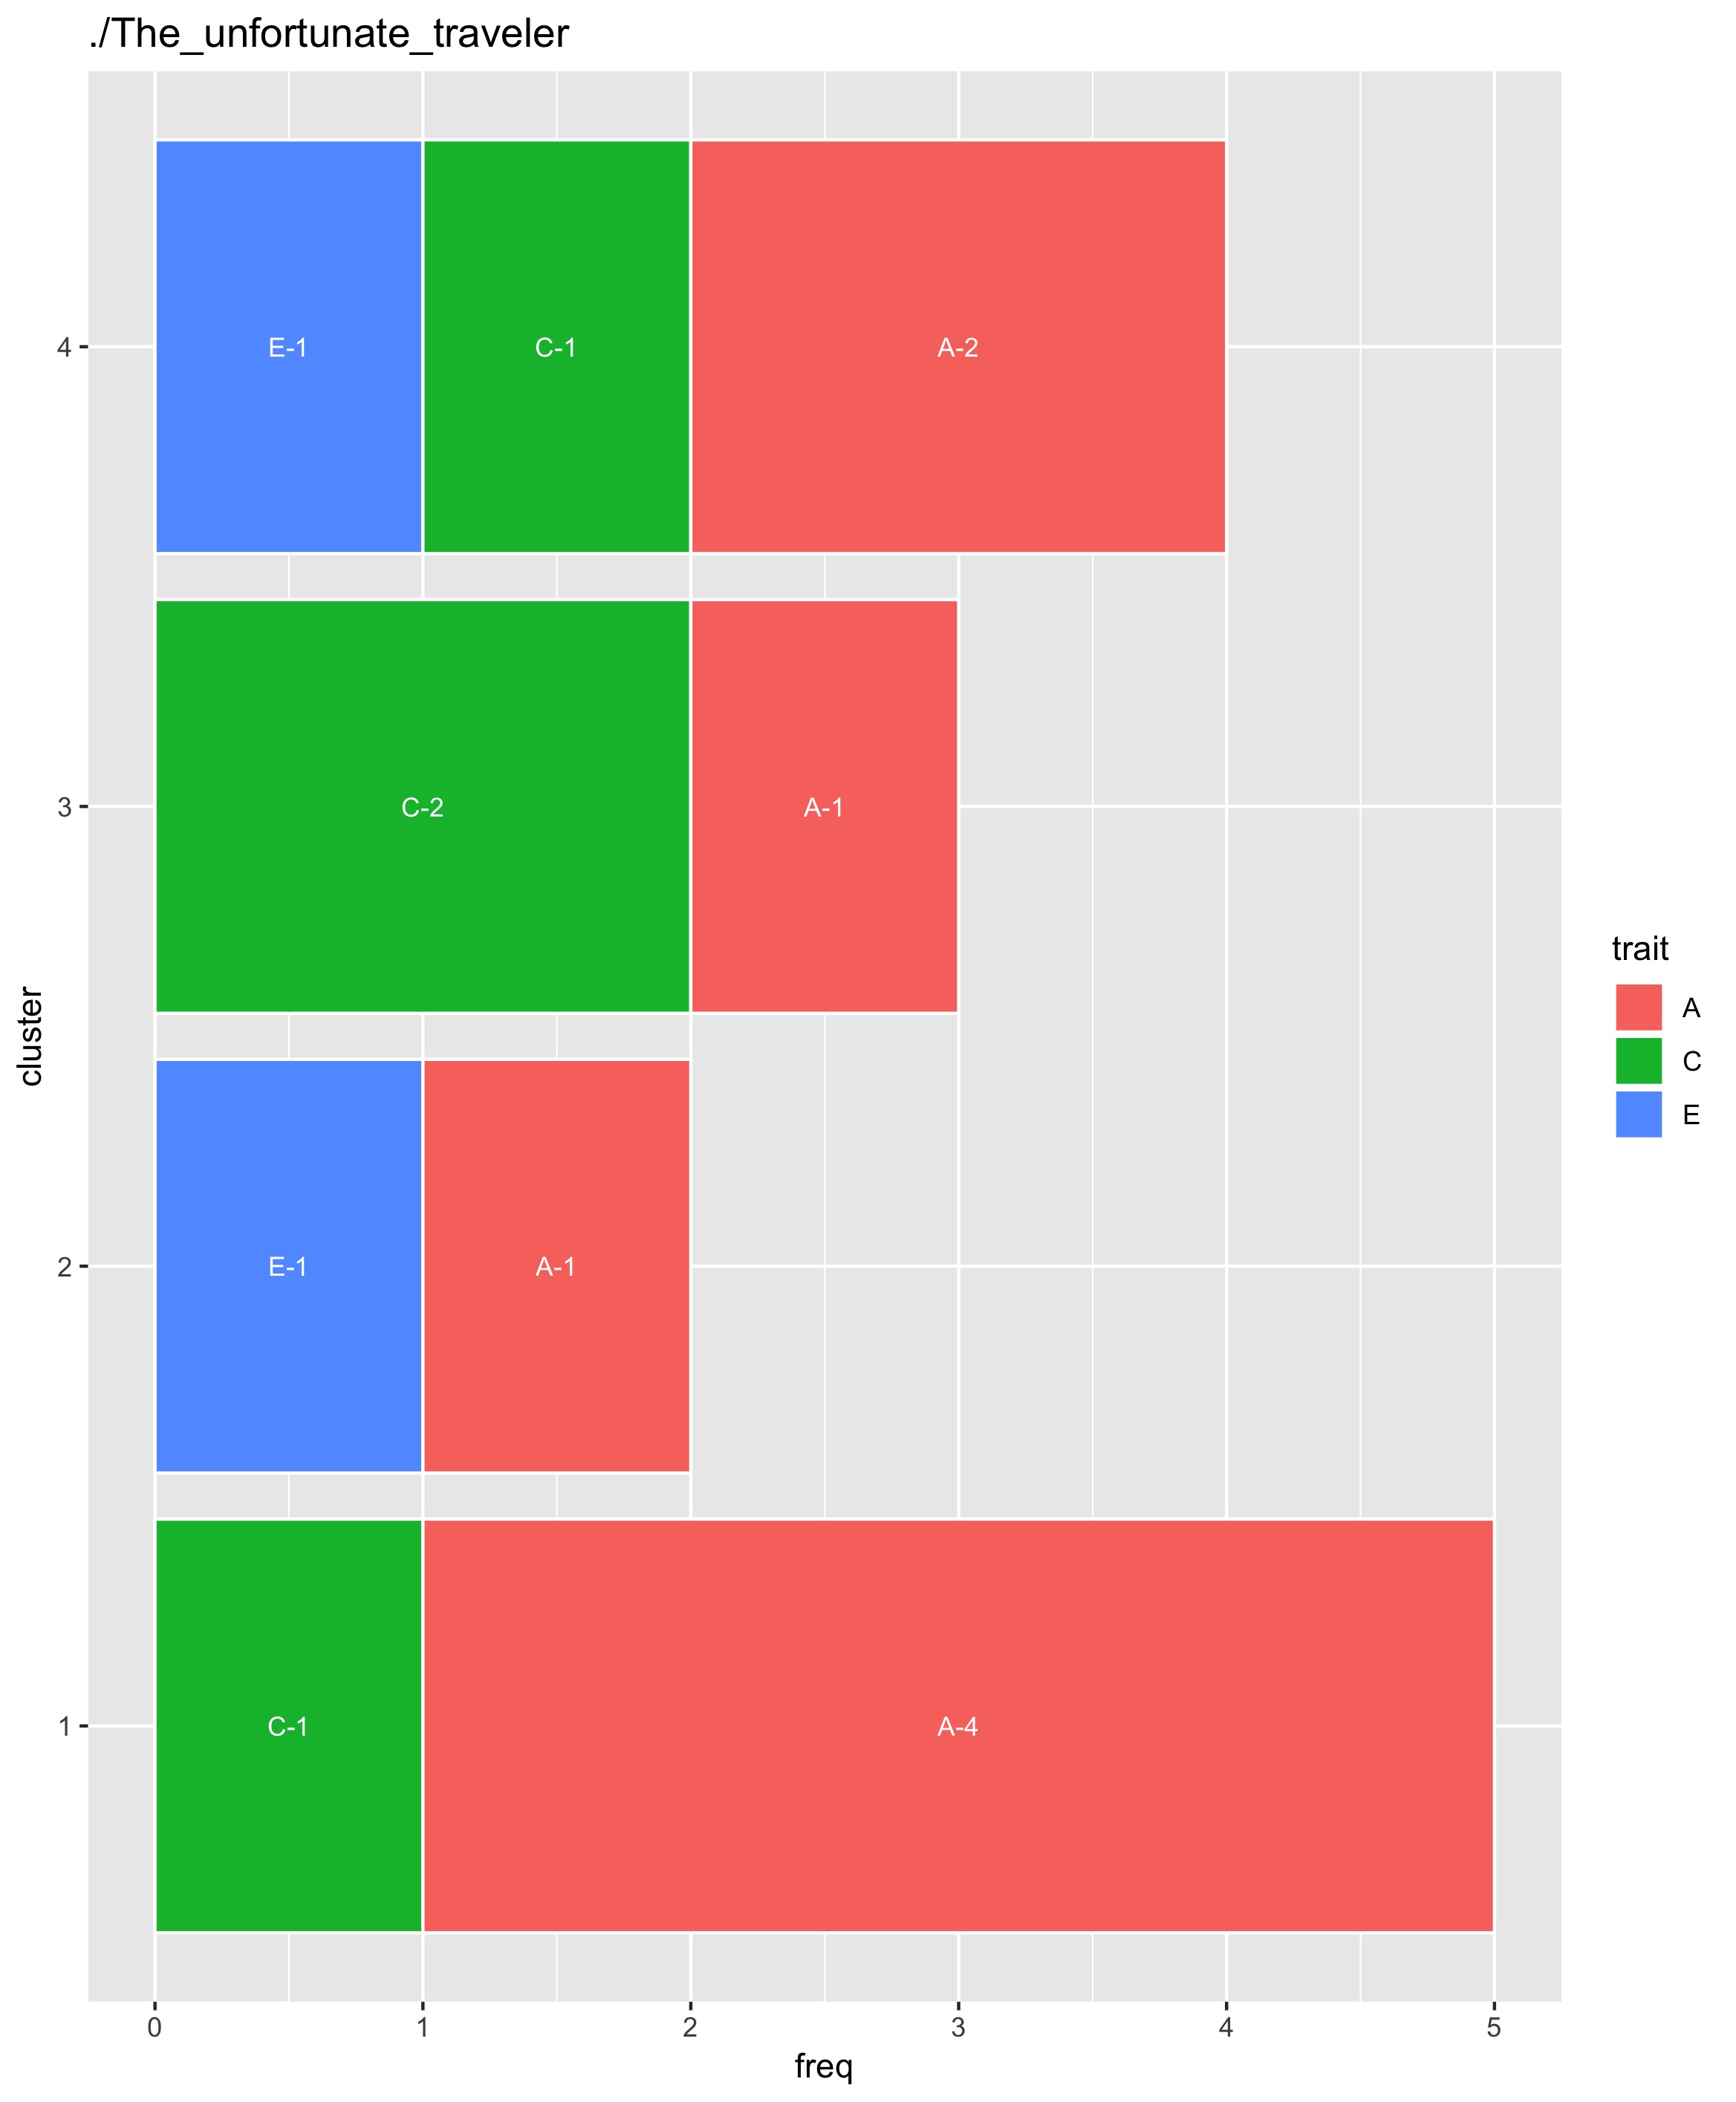 ./The_unfortunate_traveler
4
E-1
C-1
A-2
3
C-2
A-1
2
E-1
A-1
1
C-1
A-4
0 1 2 3 4 5
freq
cluster
trait
A
C
E